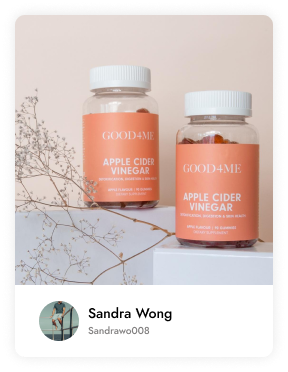 GOOD4ME
APPLE CIDER
VINEGAR
GOOD4ME
APPLE CIDER
VINEGAR
Sandra Wong
Sandrawo008